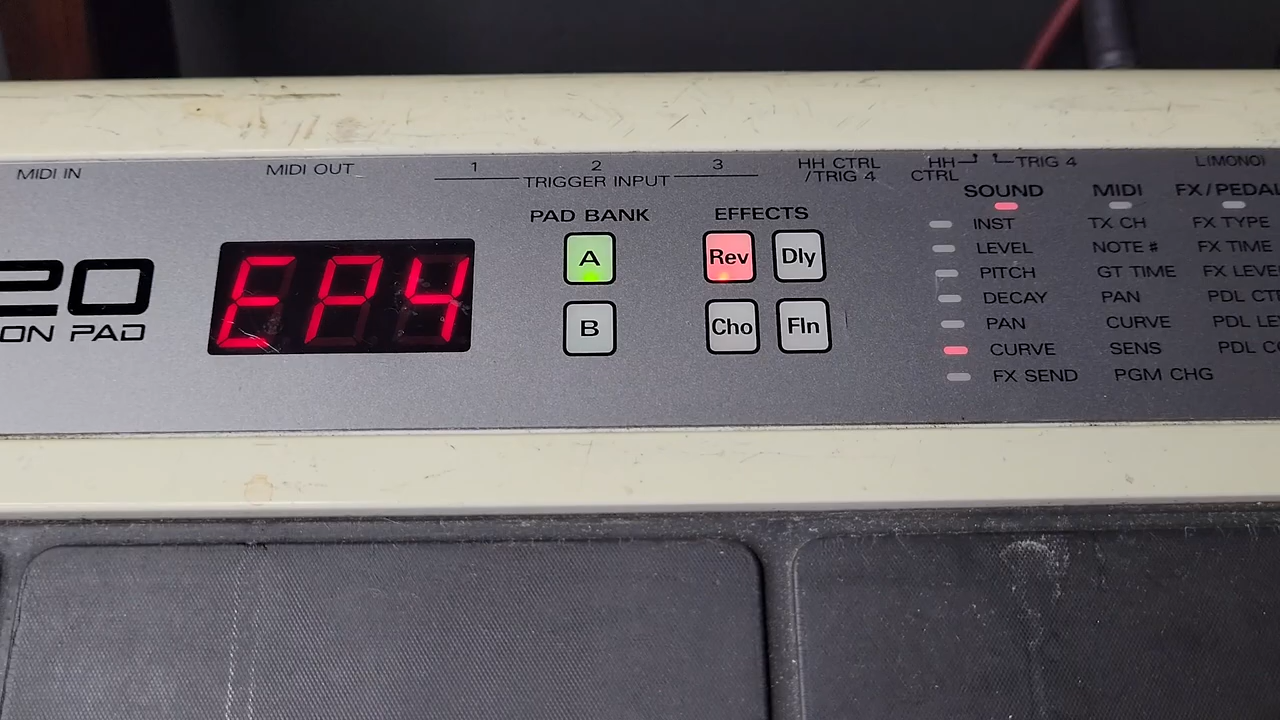 MIDI IN
MIDI OUT
1 2 3
TRIGGER INPUT
HH CTRL
/TRIG 4
HH
CTRL
TRIG 4
L(MONO)
20
ON PAD
EP4
PAD BANK
A
B
EFFECTS
Rev Dly
Cho Fln
SOUND MIDI FX/PEDAL
INST TX CH FX TYPE
LEVEL NOTE # FX TIME
PITCH GT TIME FX LEVE
DECAY PAN PDL CT
PAN CURVE PDL LE
CURVE SENS PDL C
FX SEND PGM CHG